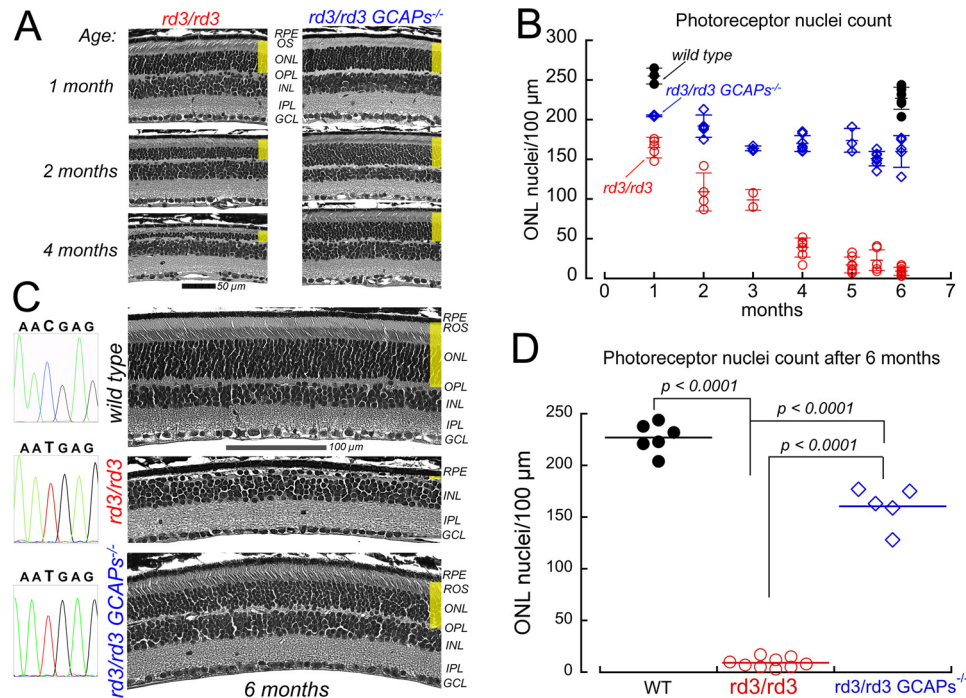 A
rd3/rd3
rd3/rd3 GCAPs-/-
Age:
1 month
2 months
4 months
RPE
OS
ONL
OPL
INL
IPL
GCL
50 µm
B
Photoreceptor nuclei count
ONL nuclei/100 µm
300
250
200
150
100
50
0
wild type
rd3/rd3 GCAPs-/-
rd3/rd3
0 1 2 3 4 5 6 7
months
C
AACGAG
wild type
RPE
ROS
ONL
OPL
INL
IPL
GCL
100 µm
AATGAG
rd3/rd3
RPE
INL
IPL
GCL
AATGAG
rd3/rd3 GCAPs-/-
RPE
ROS
ONL
OPL
INL
IPL
GCL
6 months
D
Photoreceptor nuclei count after 6 months
ONL nuclei/100 µm
250
200
150
100
50
0
p < 0.0001
p < 0.0001
p < 0.0001
WT rd3/rd3 rd3/rd3 GCAPs-/-